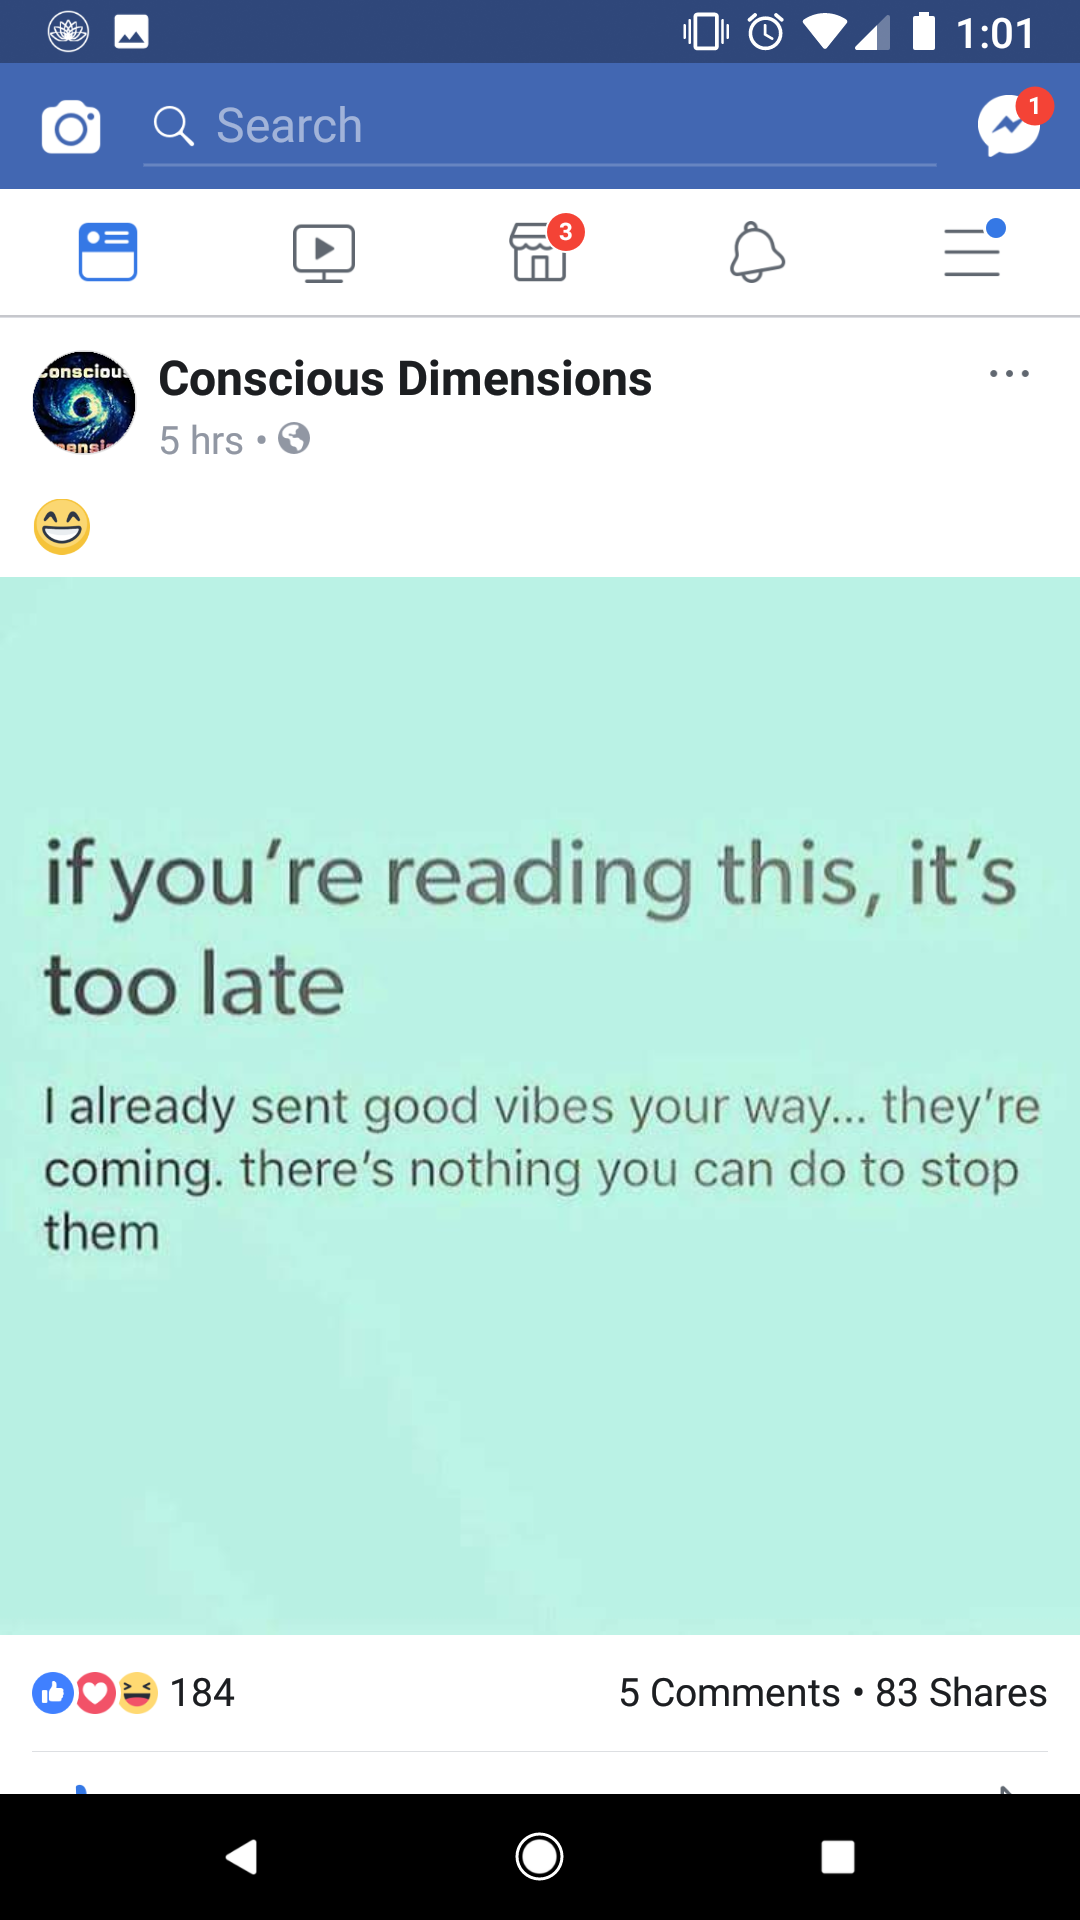 1:01
Search
1
3
Conscious Dimensions
5 hrs •
if you're reading this, it's
too late
I already sent good vibes your way... they're
coming. there's nothing you can do to stop
them
184
5 Comments • 83 Shares